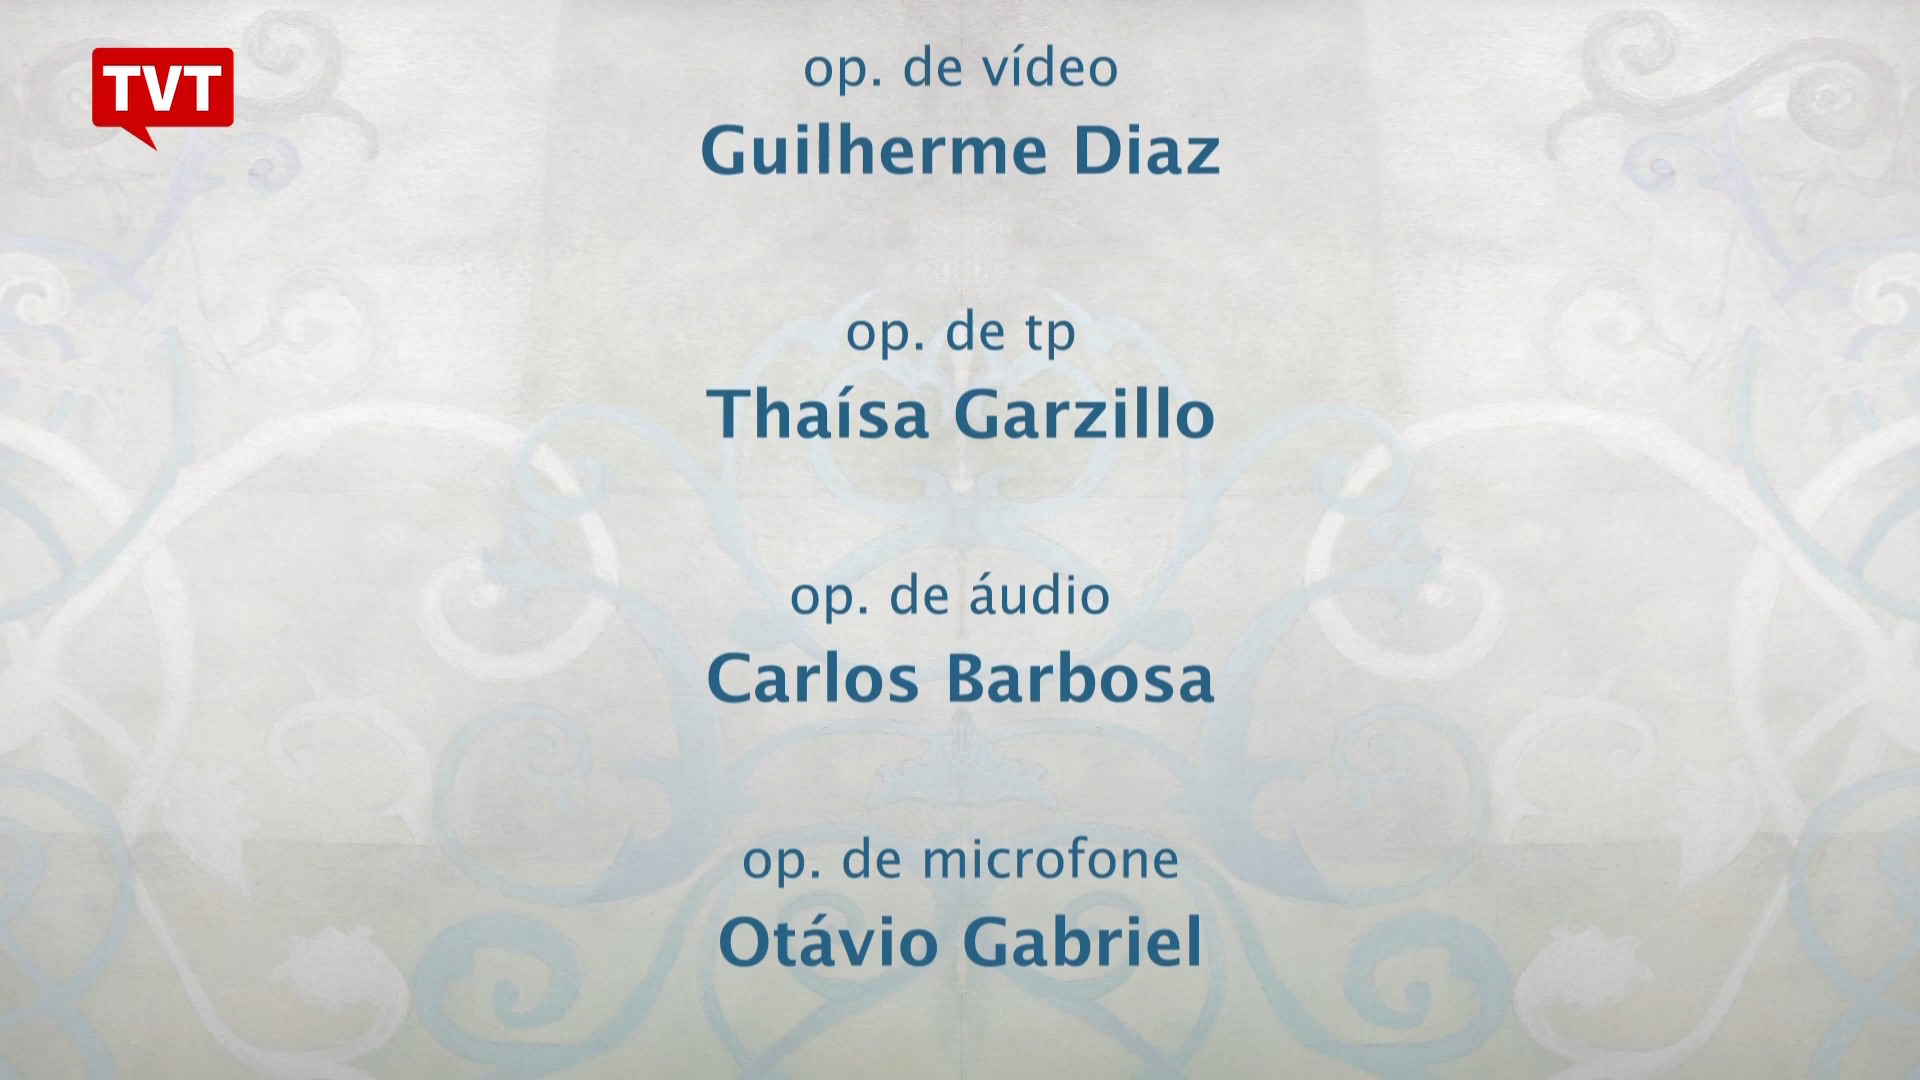 TVT
op. de vídeo
Guilherme Diaz
op. de tp
Thaísa Garzillo
op. de áudio
Carlos Barbosa
op. de microfone
Otávio Gabriel